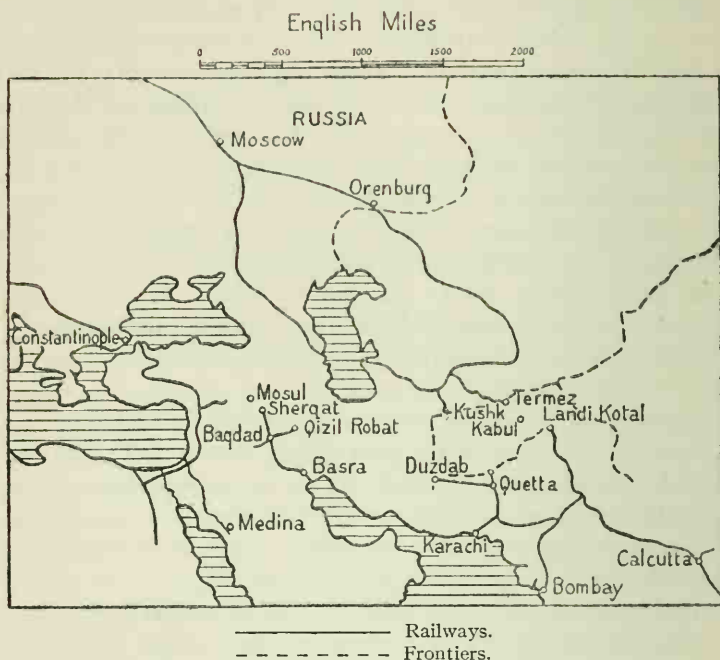 English Miles
0 500 1000 1500 2000
RUSSIA
Moscow
Orenburg
Constantinople
Mosul
Sherqat
Termez
Kushk
Landi Kotal
Kabul
Qizil Robat
Baqdad
Duzdab
Basra
Quetta
Medina
Karachi
Calcutta
Bombay
Railways.
Frontiers.